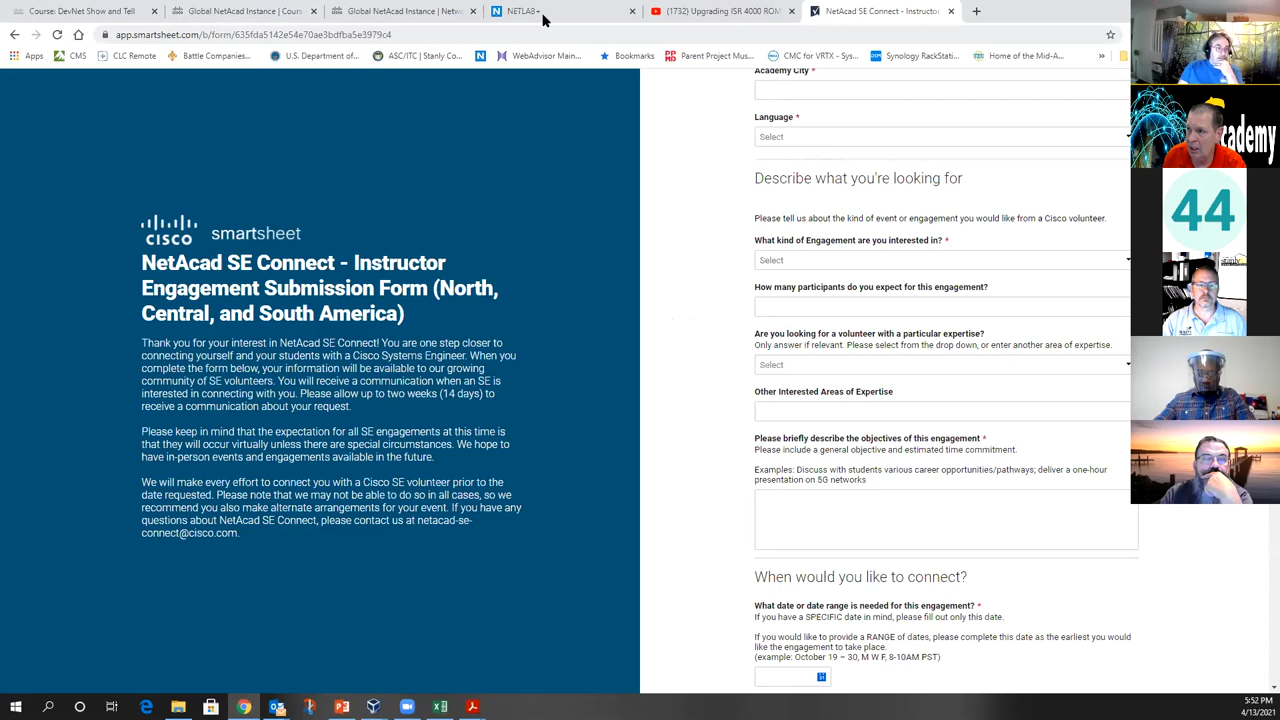 Course: DevNet Show and Tell
Global NetAcad Instance | Cours
Global NetAcad Instance | Netw
NETLAB+
(1732) Upgrading ISR 4000 ROM
NetAcad SE Connect - Instructor
app.smartsheet.com/b/form/635fda5142e54e70ae3bdfba5e3979c4
Apps
CMS
CLC Remote
Battle Companies...
U.S. Department of...
ASC/ITC | Stanly Co...
WebAdvisor Main...
Bookmarks
Parent Project Mus...
CMC for VRTX - Sys...
Synology RackStati...
Home of the Mid-A...
»
CISCO smartsheet
NetAcad SE Connect - Instructor
Engagement Submission Form (North,
Central, and South America)
Thank you for your interest in NetAcad SE Connect! You are one step closer to
connecting yourself and your students with a Cisco Systems Engineer. When you
complete the form below, your information will be available to our growing
community of SE volunteers. You will receive a communication when an SE is
interested in connecting with you. Please allow up to two weeks (14 days) to
receive a communication about your request.
Please keep in mind that the expectation for all SE engagements at this time is
that they will occur virtually unless there are special circumstances. We hope to
have in-person events and engagements available in the future.
We will make every effort to connect you with a Cisco SE volunteer prior to the
date requested. Please note that we may not be able to do so in all cases, so we
recommend you also make alternate arrangements for your event. If you have any
questions about NetAcad SE Connect, please contact us at netacad-se-
connect@cisco.com.
Academy City *
Language *
Select
Describe what you're looking for
Please tell us about the kind of event or engagement you would like from a Cisco volunteer.
What kind of Engagement are you interested in? *
Select
How many participants do you expect for this engagement?
Are you looking for a volunteer with a particular expertise?
Only answer if relevant. Please select from the drop down, or enter another area of expertise.
Select
Other Interested Areas of Expertise
Please briefly describe the objectives of this engagement *
Please include a general objective and estimated time commitment.
Examples: Discuss with students various career opportunities/pathways; deliver a one-hour
presentation on 5G networks
When would you like to connect?
What date or date range is needed for this engagement? *
If you have a SPECIFIC date in mind, please fill out only this date.
If you would like to provide a RANGE of dates, please complete this date as the earliest you would
like the engagement to take place.
(example: October 19 – 30, M W F, 8-10AM PST)
ademy
44
5:52 PM
4/13/2021